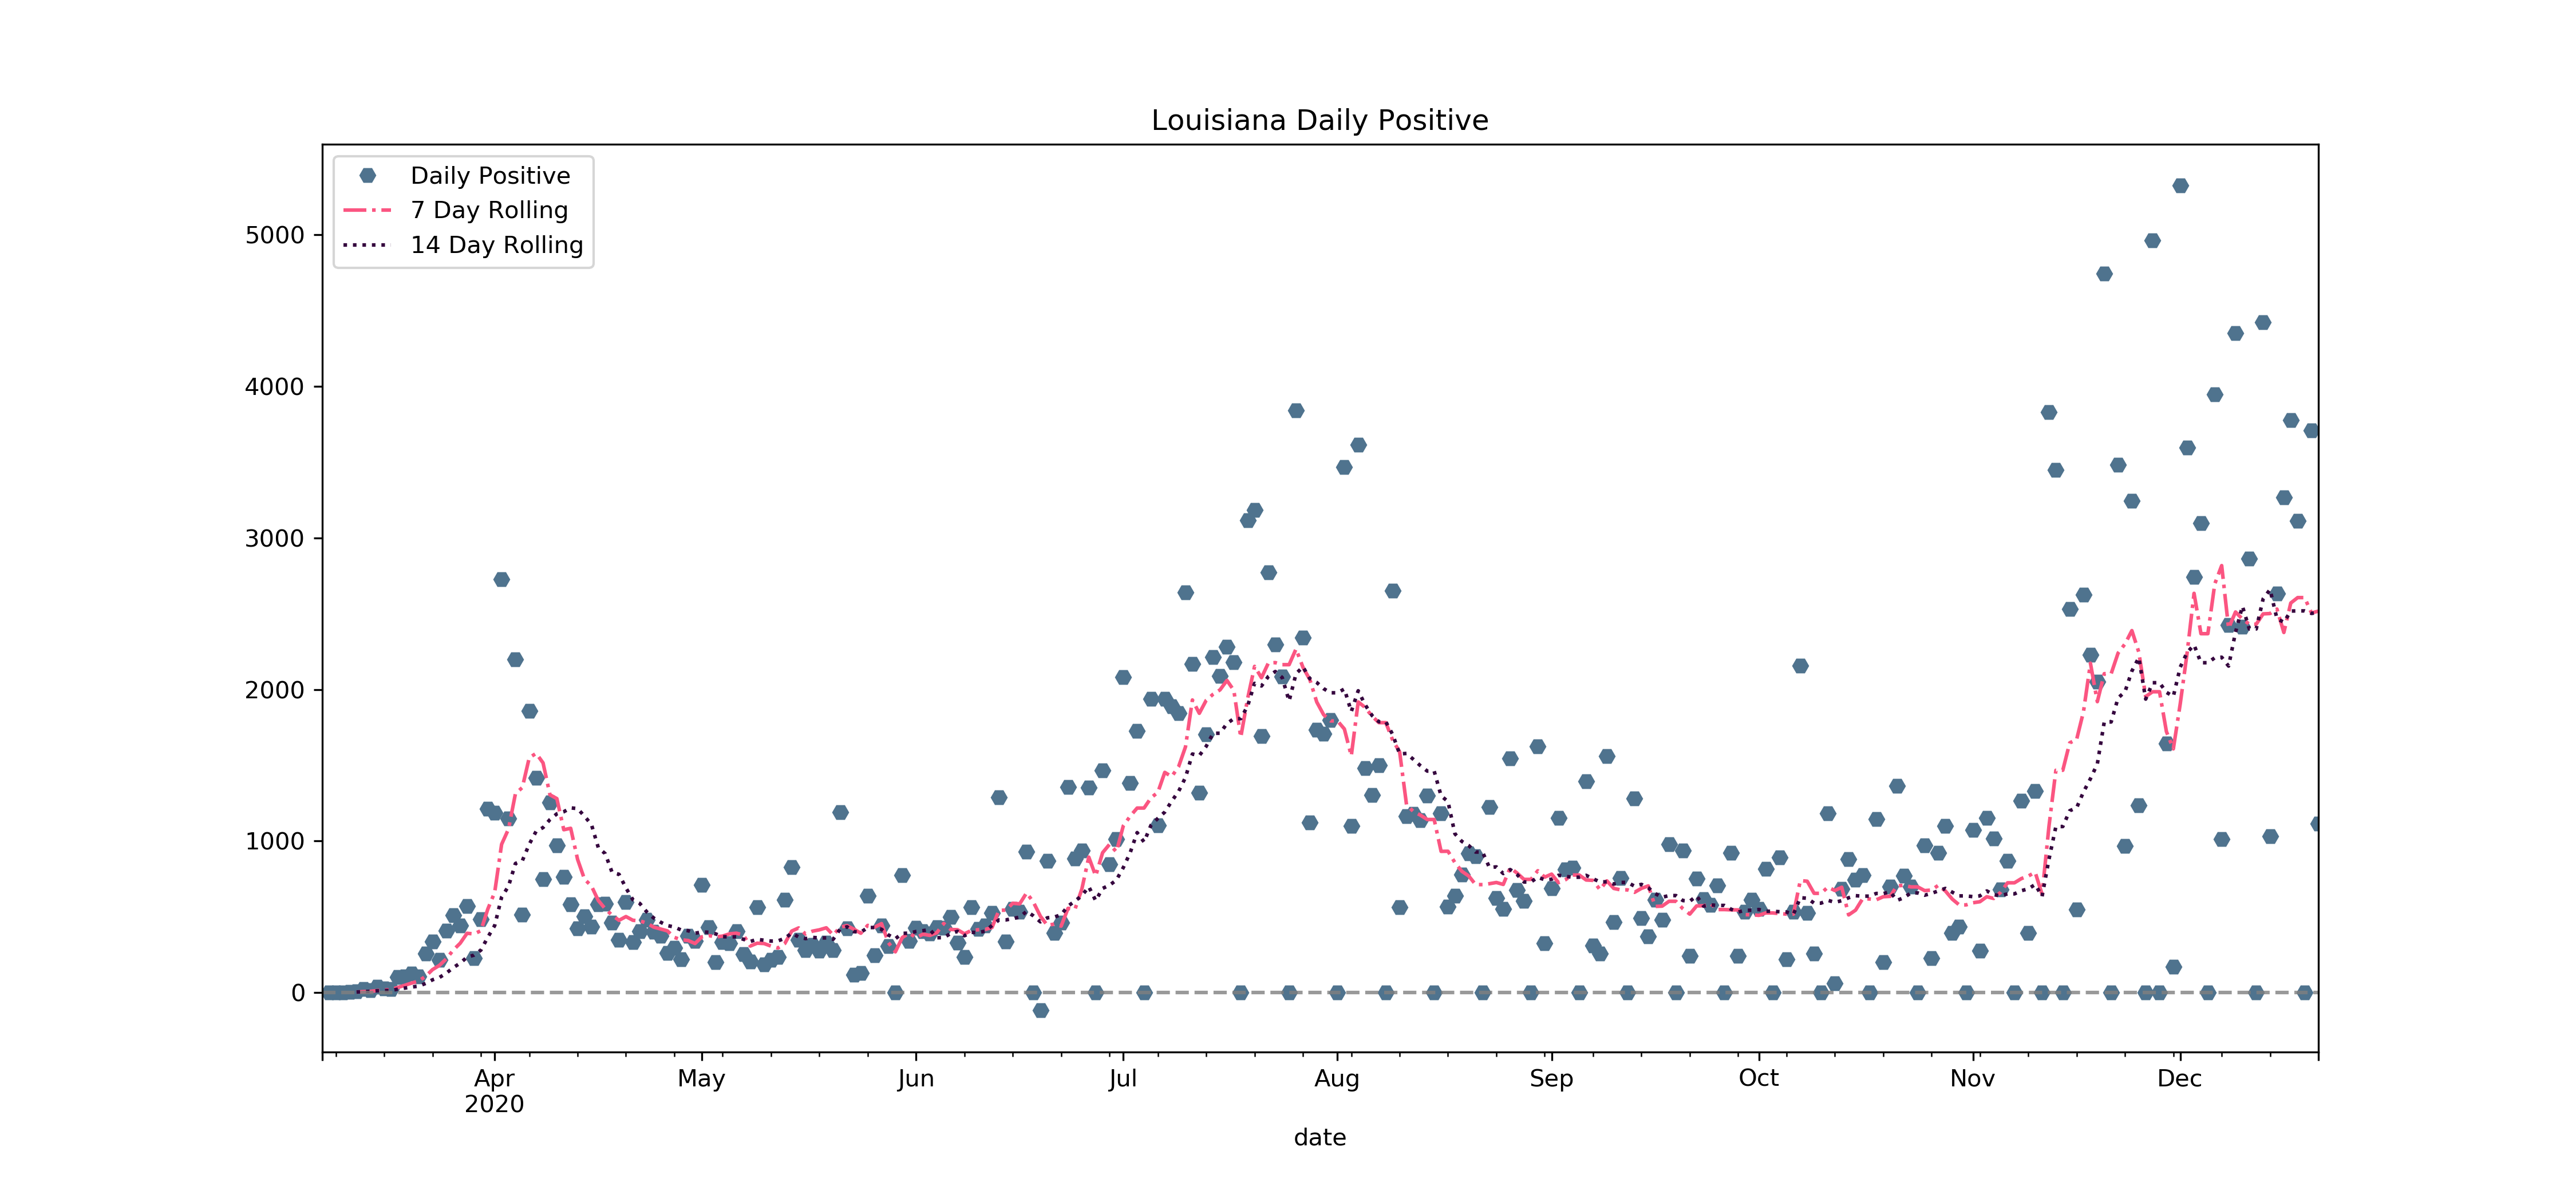 Louisiana Daily Positive
Daily Positive
7 Day Rolling
14 Day Rolling
5000
4000
3000
2000
1000
0
Apr May Jun Jul Aug Sep Oct Nov Dec
2020
date